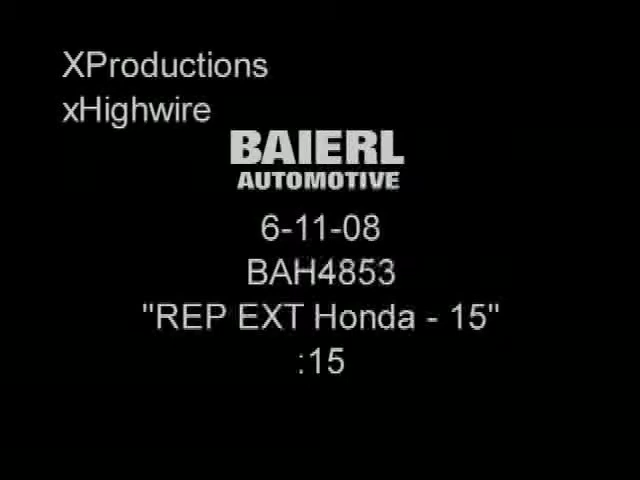 XProductions
xHighwire
BAIERL
AUTOMOTIVE
6-11-08
BAH4853
"REP EXT Honda - 15"
:15